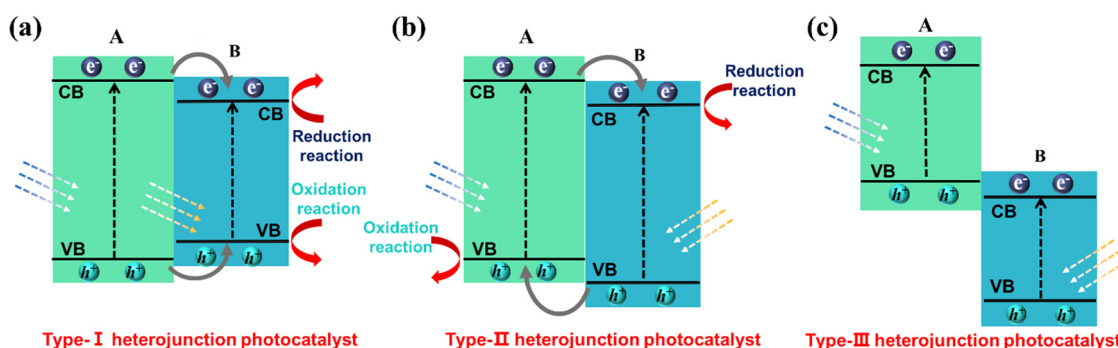 (a)
A
B
e⁻ e⁻
e⁻ e⁻
CB
CB
Reduction
reaction
Oxidation
reaction
VB
VB
h⁺ h⁺
h⁺ h⁺
Type-Ⅰ heterojunction photocatalyst
(b)
A
B
e⁻ e⁻
e⁻ e⁻
Reduction
reaction
CB
CB
Oxidation
reaction
VB
VB
h⁺ h⁺
h⁺ h⁺
Type-Ⅱ heterojunction photocatalyst
(c)
A
e⁻ e⁻
CB
VB
h⁺ h⁺
B
e⁻ e⁻
CB
VB
h⁺ h⁺
Type-Ⅲ heterojunction photocatalyst